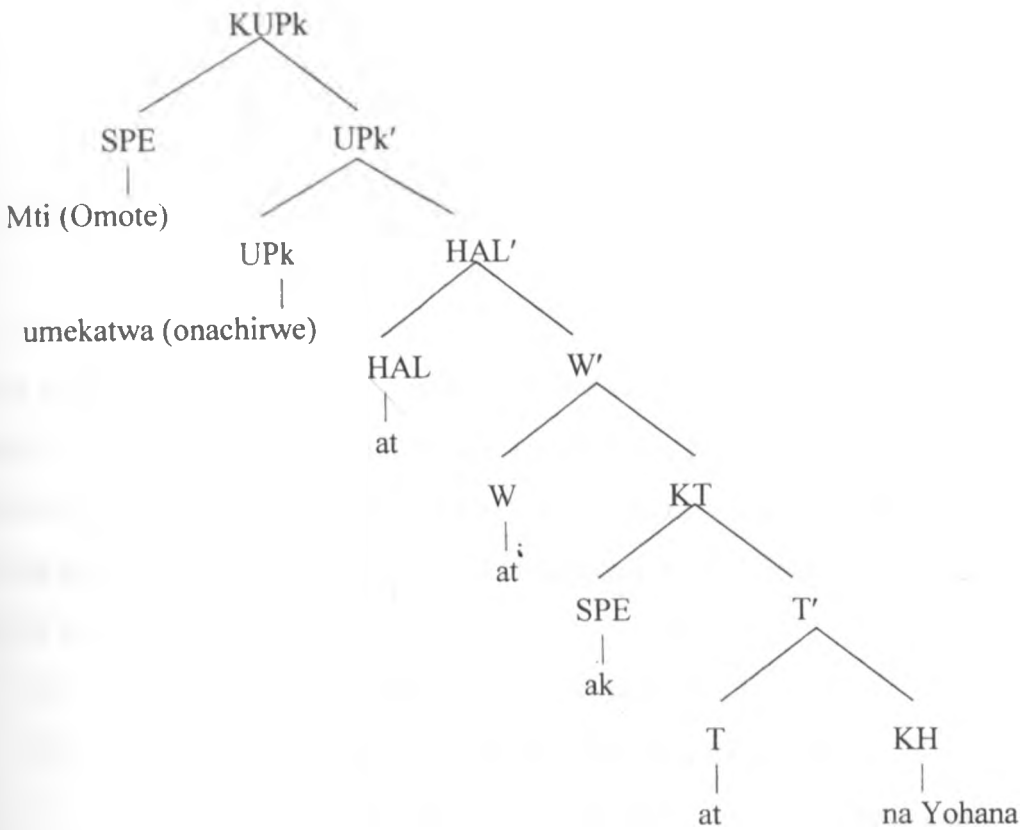 KUPk
SPE UPk′
Mti (Omote)
UPk HAL′
umekatwa (onachirwe)
HAL W′
at
W KT
at
SPE T′
ak
T KH
at na Yohana